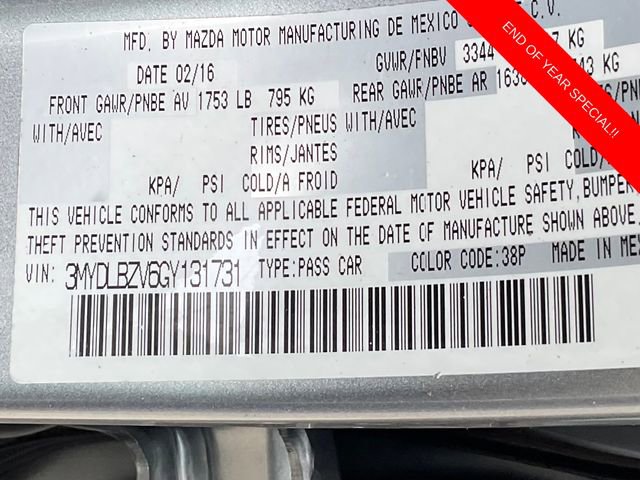 MFD. BY MAZDA MOTOR MANUFACTURING DE MEXICO C.V.
DATE 02/16 GVWR/FNBV 3344 KG
FRONT GAWR/PNBE AV 1753 LB 795 KG REAR GAWR/PNBE AR KG
WITH/AVEC TIRES/PNEUS WITH/AVEC
RIMS/JANTES
KPA/ PSI COLD/A FROID KPA/ PSI COLD/A
THIS VEHICLE CONFORMS TO ALL APPLICABLE FEDERAL MOTOR VEHICLE SAFETY, BUMPER
THEFT PREVENTION STANDARDS IN EFFECT ON THE DATE OF MANUFACTURE SHOWN ABOVE.
VIN: 3MYDLBZV6GY131731 TYPE:PASS CAR COLOR CODE:38P MADE IN
END OF YEAR SPECIAL!!